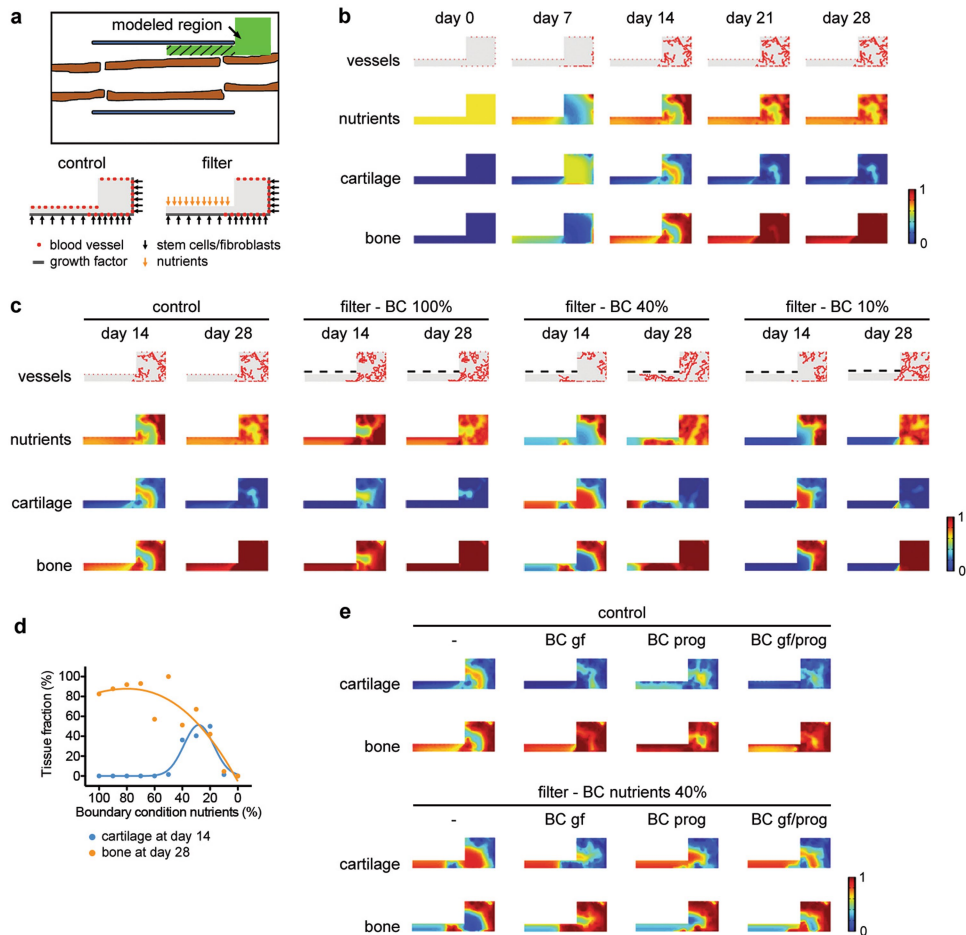 a
modeled region
control filter
blood vessel stem cells/fibroblasts
growth factor nutrients
b
day 0 day 7 day 14 day 21 day 28
vessels
nutrients
cartilage
bone
1
0
c
control filter - BC 100% filter - BC 40% filter - BC 10%
day 14 day 28 day 14 day 28 day 14 day 28 day 14 day 28
vessels
nutrients
cartilage
bone
1
0
d
Tissue fraction (%)
100
80
60
40
20
0
100 80 60 40 20 0
Boundary condition nutrients (%)
cartilage at day 14
bone at day 28
e
control
- BC gf BC prog BC gf/prog
cartilage
bone
filter - BC nutrients 40%
- BC gf BC prog BC gf/prog
cartilage
bone
1
0